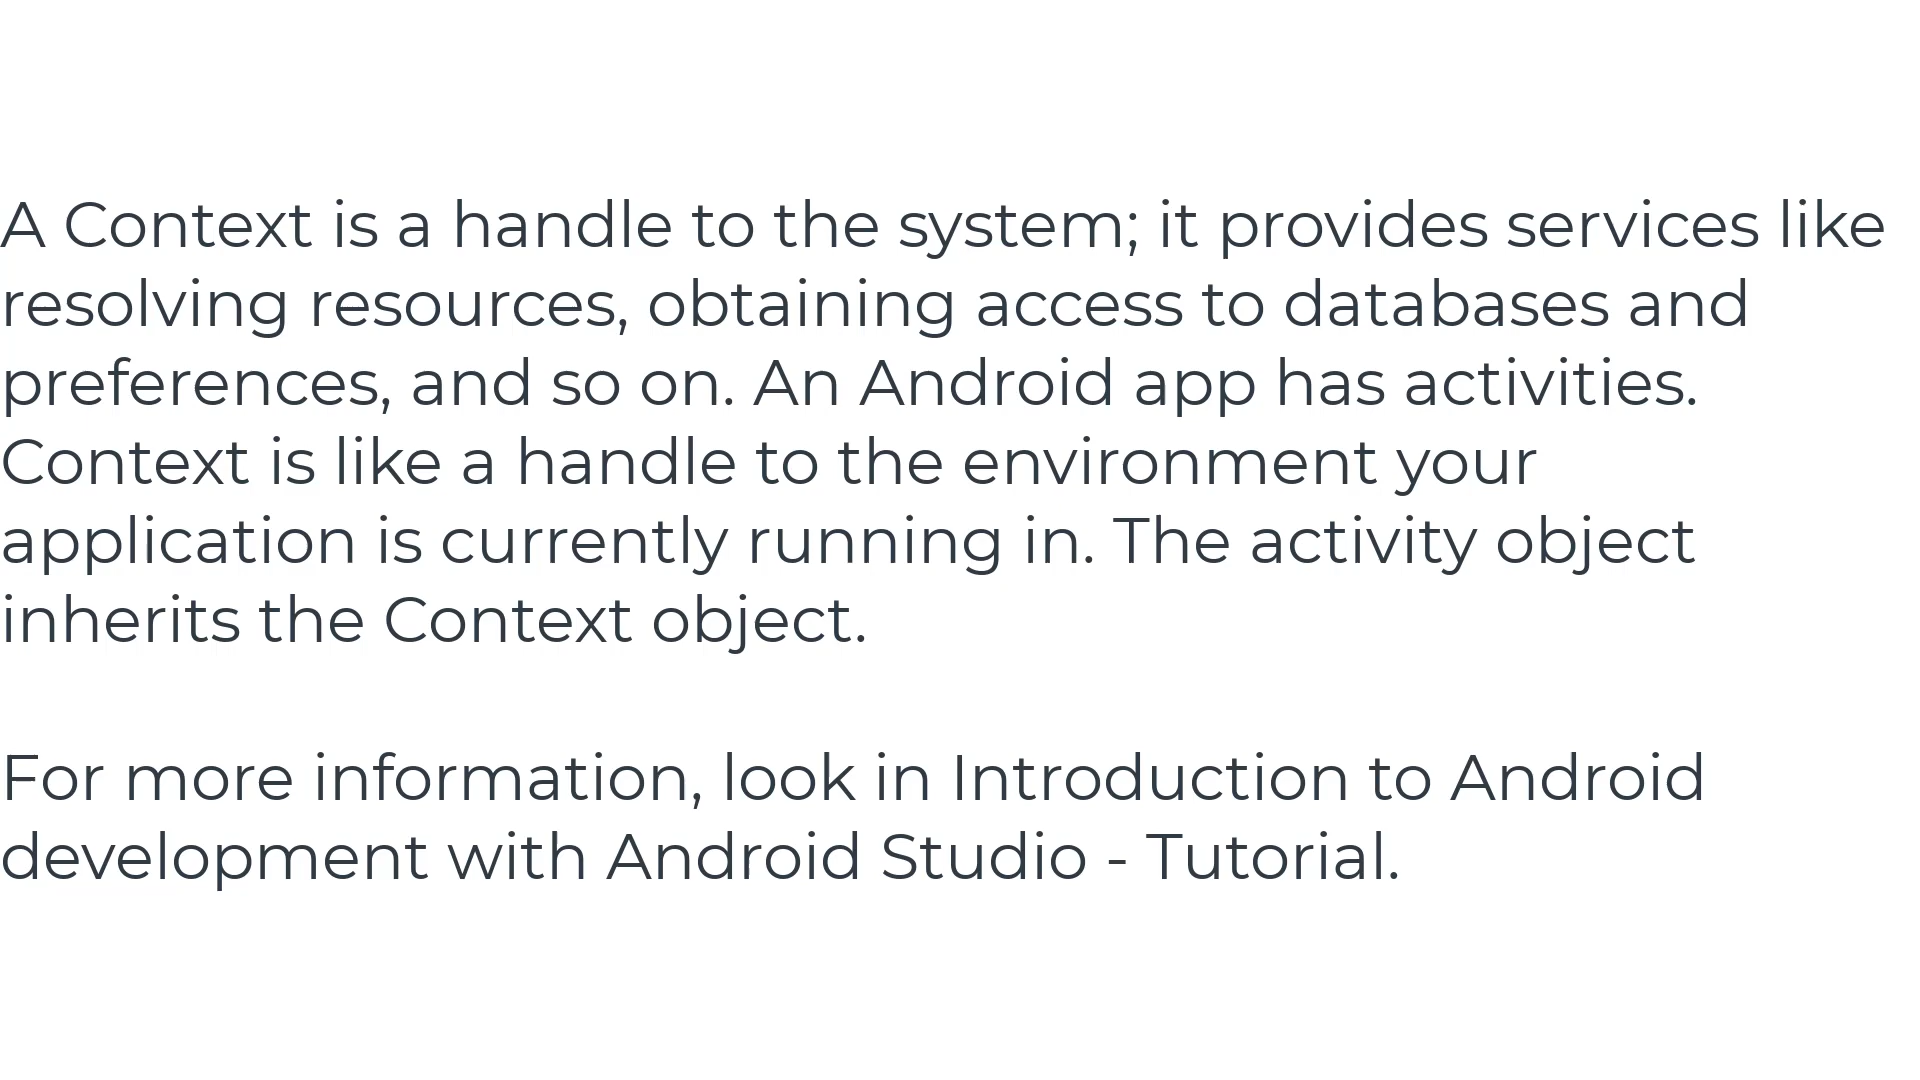 A Context is a handle to the system; it provides services like
resolving resources, obtaining access to databases and
preferences, and so on. An Android app has activities.
Context is like a handle to the environment your
application is currently running in. The activity object
inherits the Context object.

For more information, look in Introduction to Android
development with Android Studio - Tutorial.